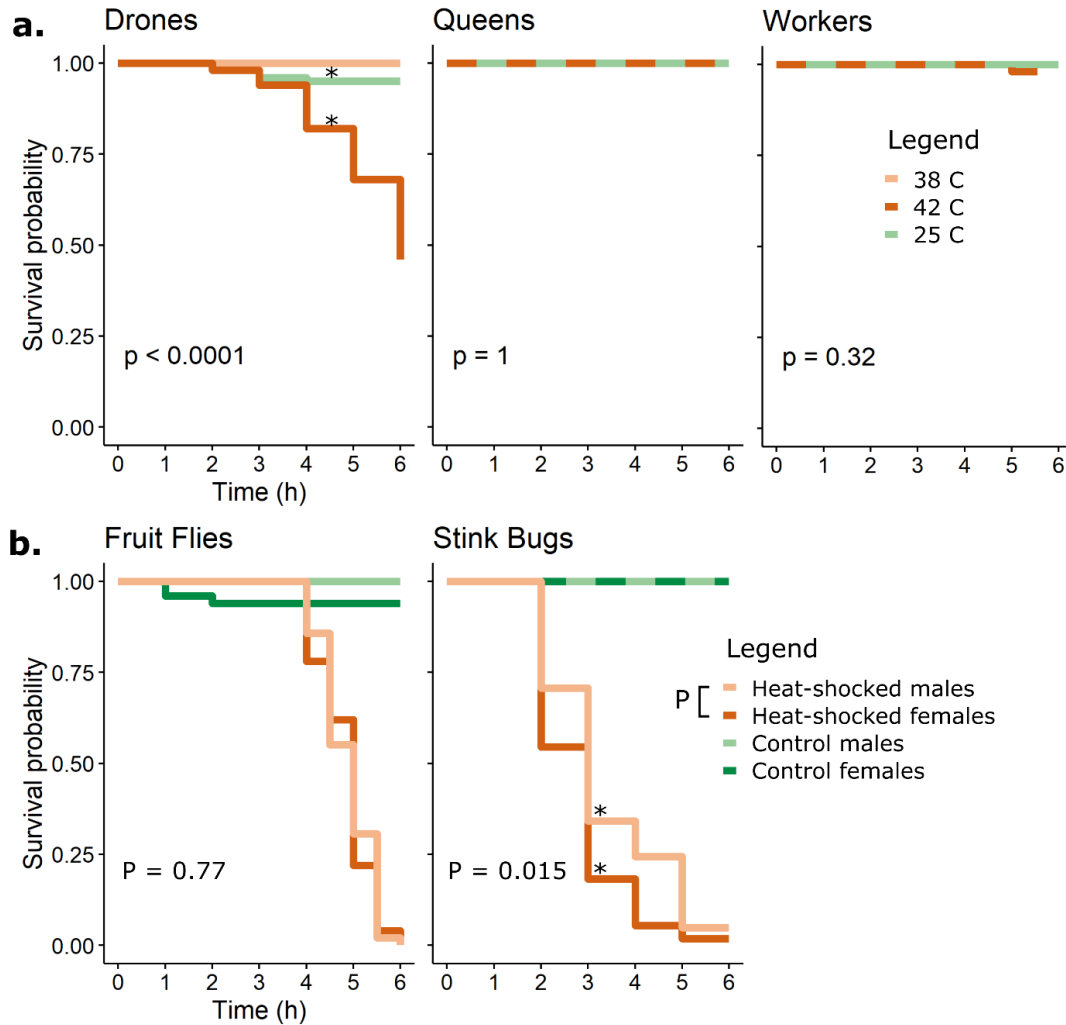 a.
Drones
Queens
Workers
Survival probability
1.00
0.75
0.50
0.25
0.00
*
*
p < 0.0001
p = 1
p = 0.32
Legend
38 C
42 C
25 C
0 1 2 3 4 5 6
0 1 2 3 4 5 6
0 1 2 3 4 5 6
Time (h)
b.
Fruit Flies
Stink Bugs
Survival probability
1.00
0.75
0.50
0.25
0.00
P = 0.77
*
*
P = 0.015
Legend
P
Heat-shocked males
Heat-shocked females
Control males
Control females
0 1 2 3 4 5 6
0 1 2 3 4 5 6
Time (h)